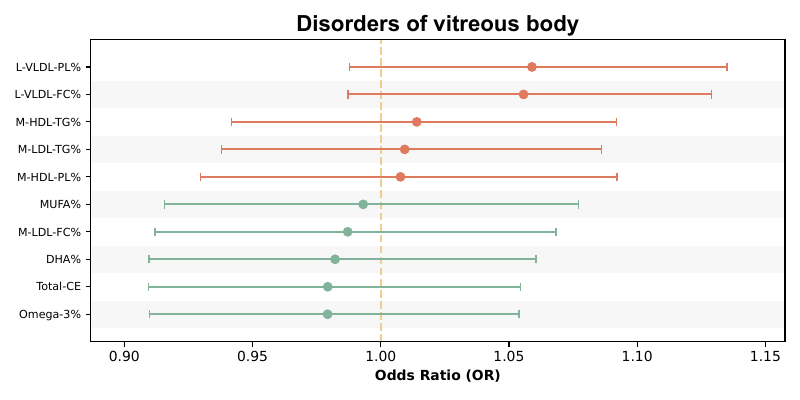 Disorders of vitreous body
L-VLDL-PL%
L-VLDL-FC%
M-HDL-TG%
M-LDL-TG%
M-HDL-PL%
MUFA%
M-LDL-FC%
DHA%
Total-CE
Omega-3%
0.90 0.95 1.00 1.05 1.10 1.15
Odds Ratio (OR)